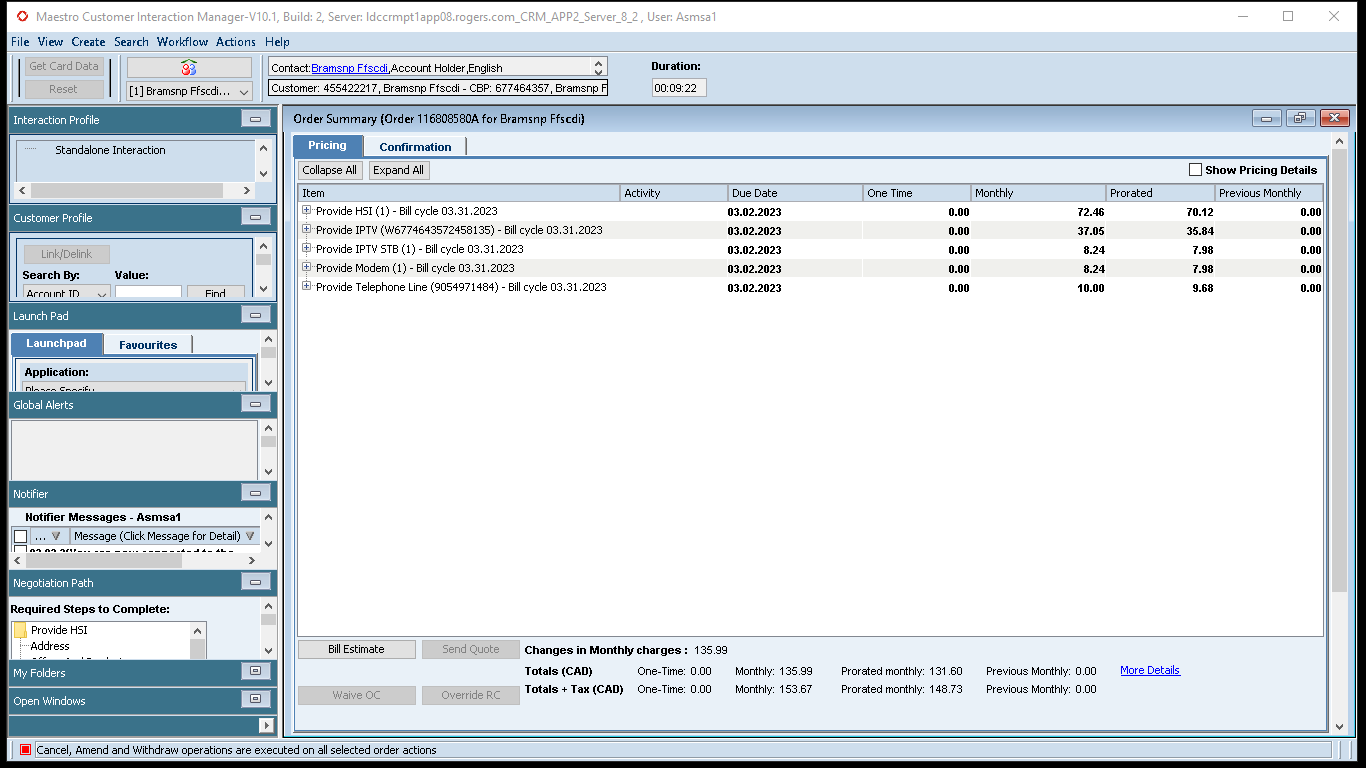 Maestro Customer Interaction Manager-V10.1, Build: 2, Server: ldccrmpt1app08.rogers.com_CRM_APP2_Server_8_2 , User: Asmsa1
File View Create Search Workflow Actions Help
Get Card Data
Reset
[1] Bramsnp Ffscdi...
Contact:Bramsnp Ffscdi,Account Holder,English
Customer: 455422217, Bramsnp Ffscdi - CBP: 677464357, Bramsnp F
Duration:
00:09:22
Interaction Profile
Standalone Interaction
Customer Profile
Link/Delink
Search By: Value:
Account ID Find
Launch Pad
Launchpad Favourites
Application:
Please Specify
Global Alerts
Notifier
Notifier Messages - Asmsa1
... Message (Click Message for Detail)
Negotiation Path
Required Steps to Complete:
Provide HSI
Address
My Folders
Open Windows
Order Summary (Order 116808580A for Bramsnp Ffscdi)
Pricing Confirmation
Collapse All Expand All Show Pricing Details
Item Activity Due Date One Time Monthly Prorated Previous Monthly
Provide HSI (1) - Bill cycle 03.31.2023 03.02.2023 0.00 72.46 70.12 0.00
Provide IPTV (W6774643572458135) - Bill cycle 03.31.2023 03.02.2023 0.00 37.05 35.84 0.00
Provide IPTV STB (1) - Bill cycle 03.31.2023 03.02.2023 0.00 8.24 7.98 0.00
Provide Modem (1) - Bill cycle 03.31.2023 03.02.2023 0.00 8.24 7.98 0.00
Provide Telephone Line (9054971484) - Bill cycle 03.31.2023 03.02.2023 0.00 10.00 9.68 0.00
Bill Estimate Send Quote Changes in Monthly charges : 135.99
Totals (CAD) One-Time: 0.00 Monthly: 135.99 Prorated monthly: 131.60 Previous Monthly: 0.00 More Details
Waive OC Override RC Totals + Tax (CAD) One-Time: 0.00 Monthly: 153.67 Prorated monthly: 148.73 Previous Monthly: 0.00
Cancel, Amend and Withdraw operations are executed on all selected order actions